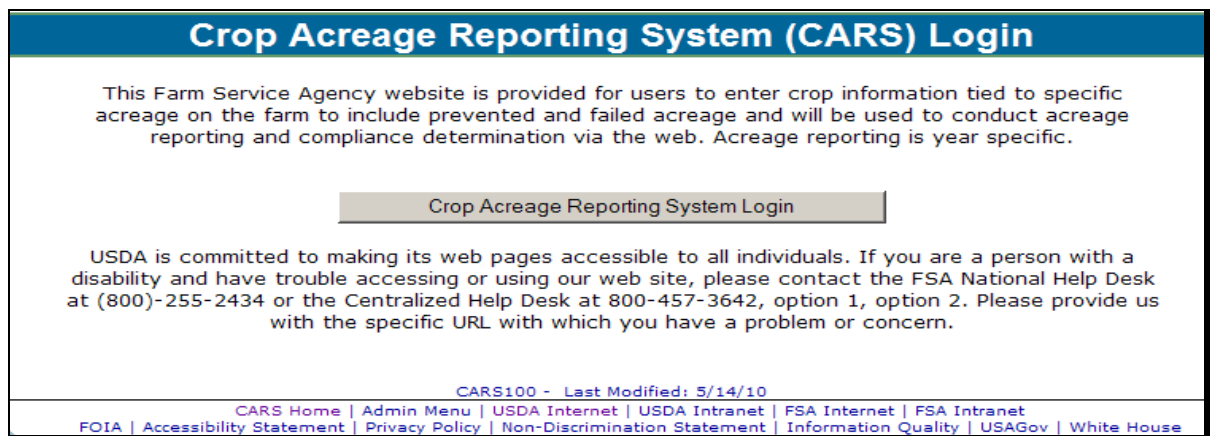 Crop Acreage Reporting System (CARS) Login
This Farm Service Agency website is provided for users to enter crop information tied to specific
acreage on the farm to include prevented and failed acreage and will be used to conduct acreage
reporting and compliance determination via the web. Acreage reporting is year specific.
Crop Acreage Reporting System Login
USDA is committed to making its web pages accessible to all individuals. If you are a person with a
disability and have trouble accessing or using our web site, please contact the FSA National Help Desk
at (800)-255-2434 or the Centralized Help Desk at 800-457-3642, option 1, option 2. Please provide us
with the specific URL with which you have a problem or concern.
CARS100 - Last Modified: 5/14/10
CARS Home | Admin Menu | USDA Internet | USDA Intranet | FSA Internet | FSA Intranet
FOIA | Accessibility Statement | Privacy Policy | Non-Discrimination Statement | Information Quality | USAGov | White House